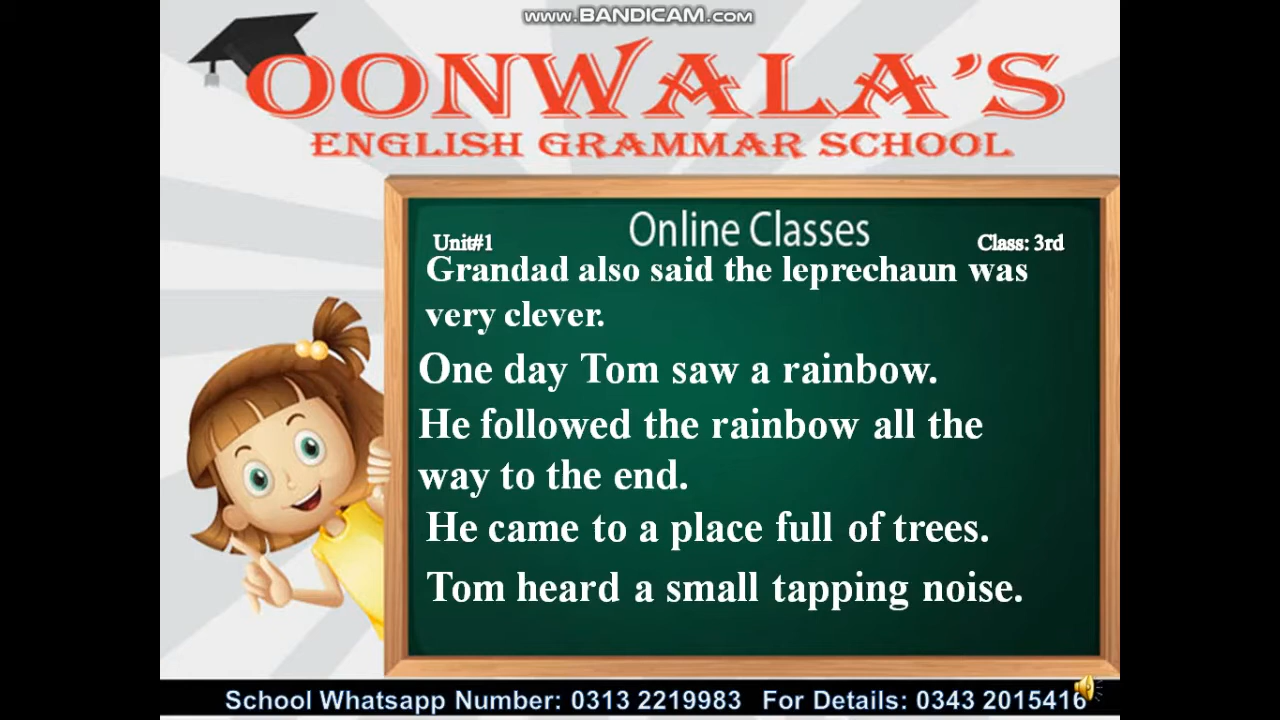 www.BANDICAM.com
OONWALA'S
ENGLISH GRAMMAR SCHOOL
Online Classes
Unit#1 Class: 3rd
Grandad also said the leprechaun was
very clever.
One day Tom saw a rainbow.
He followed the rainbow all the
way to the end.
He came to a place full of trees.
Tom heard a small tapping noise.
School Whatsapp Number: 0313 2219983 For Details: 0343 2015416